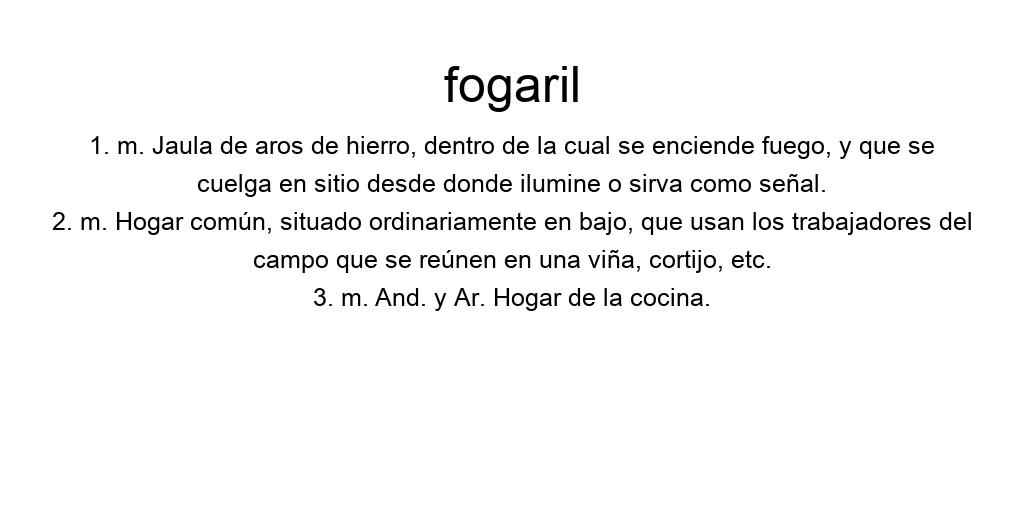 fogaril
1. m. Jaula de aros de hierro, dentro de la cual se enciende fuego, y que se
cuelga en sitio desde donde ilumine o sirva como señal.
2. m. Hogar común, situado ordinariamente en bajo, que usan los trabajadores del
campo que se reúnen en una viña, cortijo, etc.
3. m. And. y Ar. Hogar de la cocina.